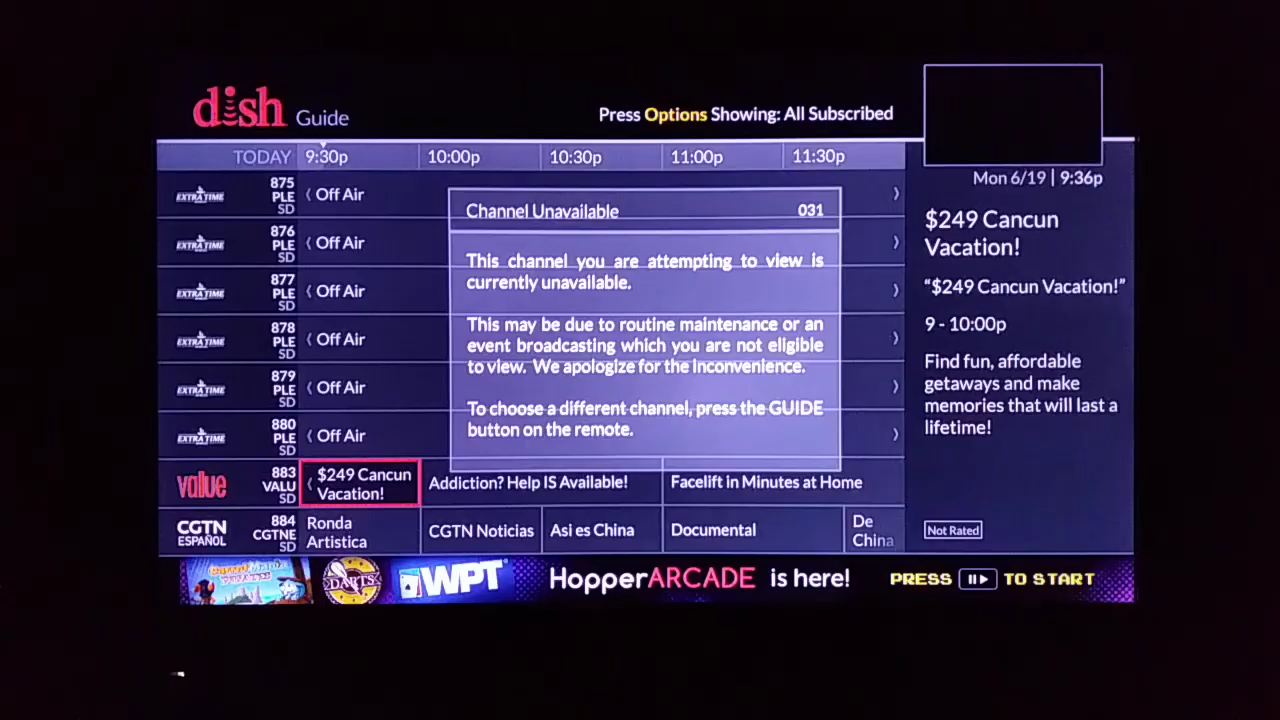 dish Guide
Press Options Showing: All Subscribed
TODAY 9:30p 10:00p 10:30p 11:00p 11:30p
Mon 6/19 | 9:36p
EXTRA TIME 875 PLE SD Off Air
EXTRA TIME 876 PLE SD Off Air
EXTRA TIME 877 PLE SD Off Air
EXTRA TIME 878 PLE SD Off Air
EXTRA TIME 879 PLE SD Off Air
EXTRA TIME 880 PLE SD Off Air
value 883 VALU SD $249 Cancun Vacation! Addiction? Help IS Available! Facelift in Minutes at Home
CGTN ESPAÑOL 884 CGTNE SD Ronda Artistica CGTN Noticias Asi es China Documental De China
Channel Unavailable 031
This channel you are attempting to view is
currently unavailable.
This may be due to routine maintenance or an
event broadcasting which you are not eligible
to view. We apologize for the inconvenience.
To choose a different channel, press the GUIDE
button on the remote.
$249 Cancun
Vacation!
“$249 Cancun Vacation!”
9 - 10:00p
Find fun, affordable
getaways and make
memories that will last a
lifetime!
Not Rated
DARTS WPT HopperARCADE is here! PRESS TO START